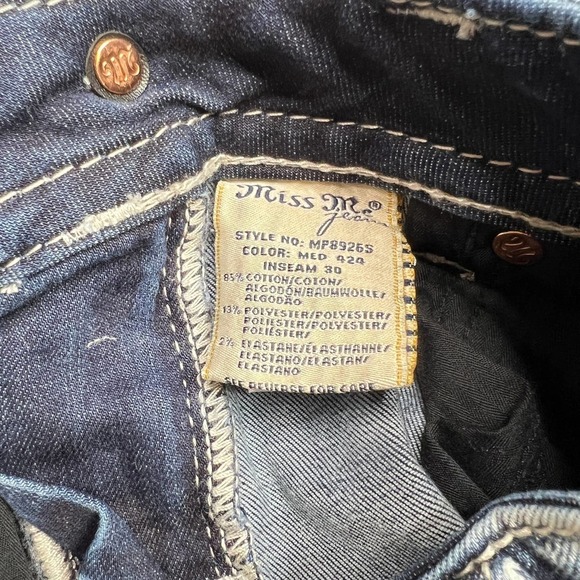 Miss Me®
Jeans
STYLE NO: MP8926S
COLOR: MED 424
INSEAM 30
85% COTTON/COTON/
ALGODÓN/BAUMWOLLE/
ALGODÃO
13% POLYESTER/POLYESTER/
POLIÉSTER/POLYESTER/
POLIÉSTER
2% ELASTANE/ÉLASTHANNE/
ELASTANO/ELASTAN/
ELASTANO
SEE REVERSE FOR CARE